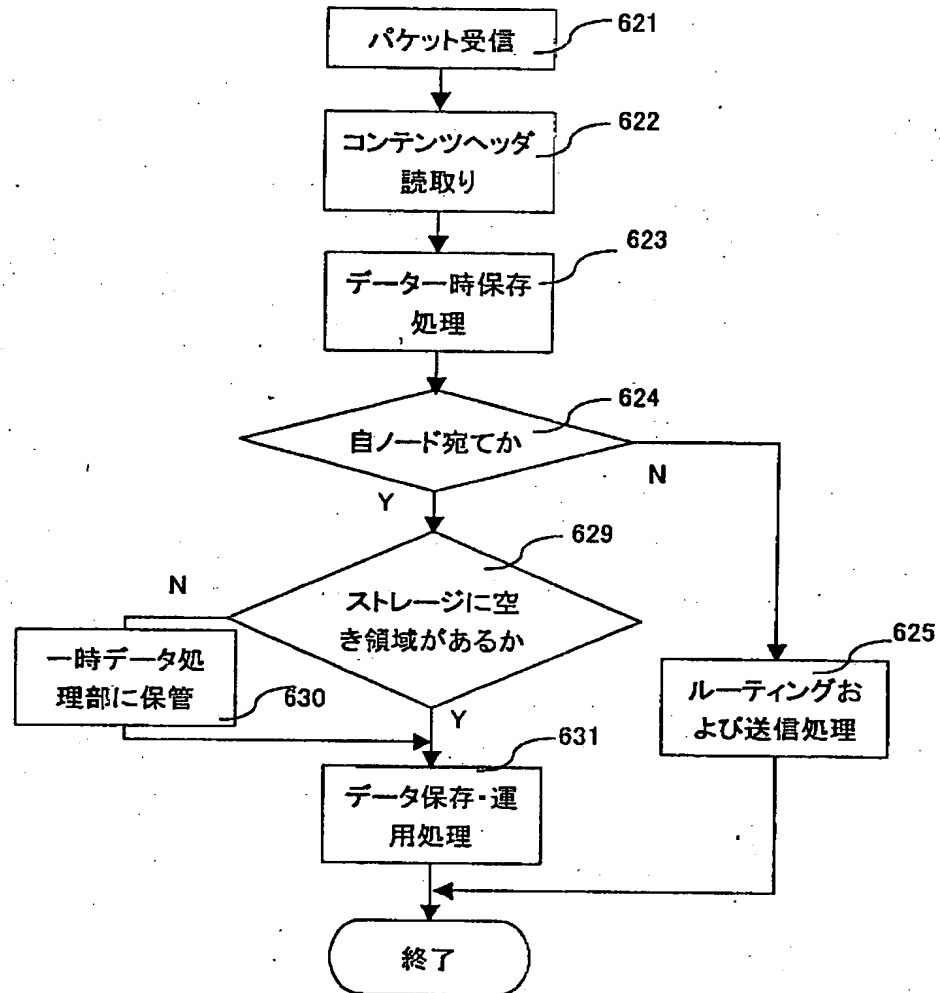 パケット受信
621
コンテンツヘッダ
読取り
622
データ一時保存
処理
623
自ノード宛てか
624
N
Y
ストレージに空
き領域があるか
629
N
一時データ処
理部に保管
630
ルーティングお
よび送信処理
625
Y
631
データ保存・運
用処理
終了